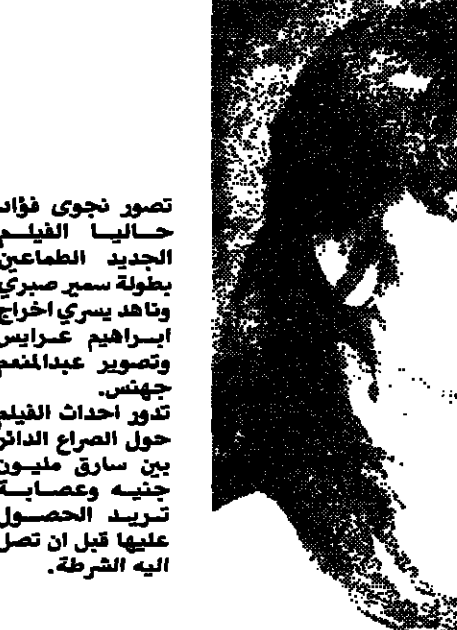 تصور نجوى فؤاد
حاليا الفيلم
الجديد الطماعين
بطولة سمير صبري
وناهد يسري اخراج
ابراهيم عرايس
وتصوير عبدالمنعم
جهنس.
تدور احداث الفيلم
حول الصراع الدائر
بين سارق مليون
جنيه وعصابة
تريد الحصول
عليها قبل ان تصل
اليه الشرطة.